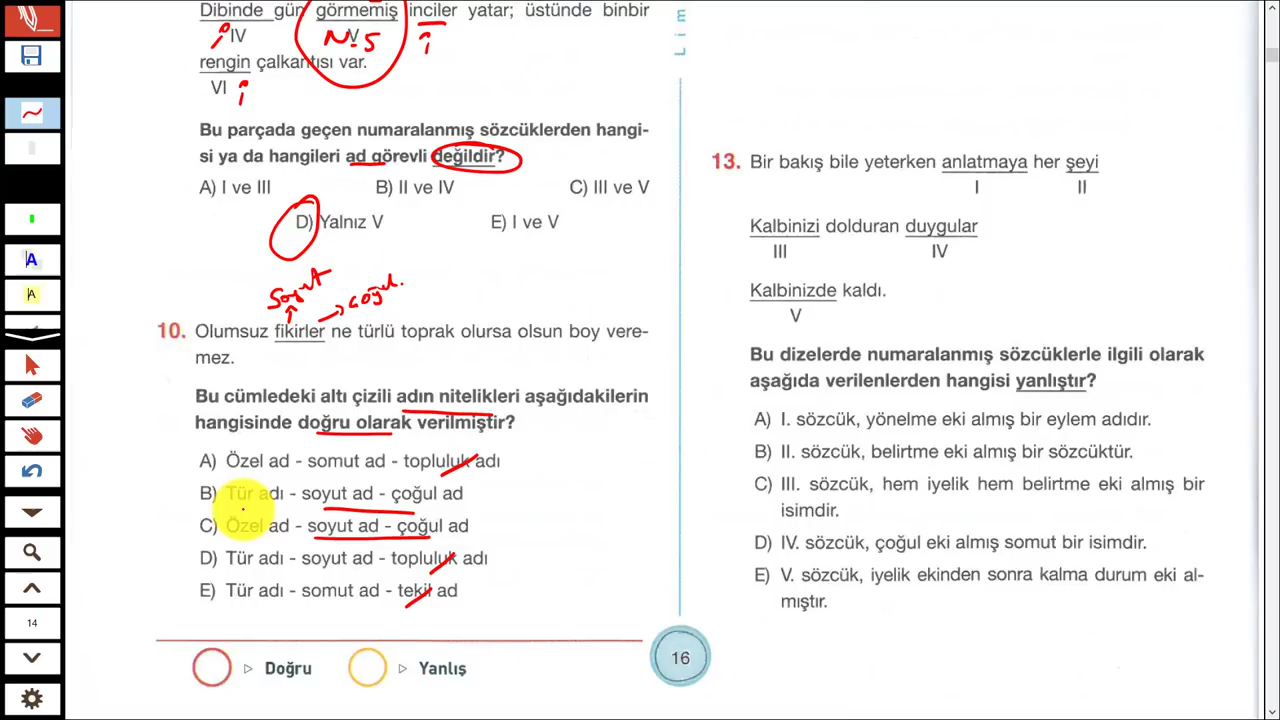 Dibinde gün görmemiş inciler yatar; üstünde binbir
IV V
N.S
rengin çalkantısı var.
VI
Bu parçada geçen numaralanmış sözcüklerden hangi-
si ya da hangileri ad görevli değildir?
A) I ve III B) II ve IV C) III ve V
D) Yalnız V E) I ve V
soyut
çoğul.
10. Olumsuz fikirler ne türlü toprak olursa olsun boy vere-
mez.
Bu cümledeki altı çizili adın nitelikleri aşağıdakilerin
hangisinde doğru olarak verilmiştir?
A) Özel ad - somut ad - topluluk adı
B) Tür adı - soyut ad - çoğul ad
C) Özel ad - soyut ad - çoğul ad
D) Tür adı - soyut ad - topluluk adı
E) Tür adı - somut ad - tekil ad
Doğru Yanlış
16
Lim
13. Bir bakış bile yeterken anlatmaya her şeyi
I II
Kalbinizi dolduran duygular
III IV
Kalbinizde kaldı.
V
Bu dizelerde numaralanmış sözcüklerle ilgili olarak
aşağıda verilenlerden hangisi yanlıştır?
A) I. sözcük, yönelme eki almış bir eylem adıdır.
B) II. sözcük, belirtme eki almış bir sözcüktür.
C) III. sözcük, hem iyelik hem belirtme eki almış bir
isimdir.
D) IV. sözcük, çoğul eki almış somut bir isimdir.
E) V. sözcük, iyelik ekinden sonra kalma durum eki al-
mıştır.
A
A
14